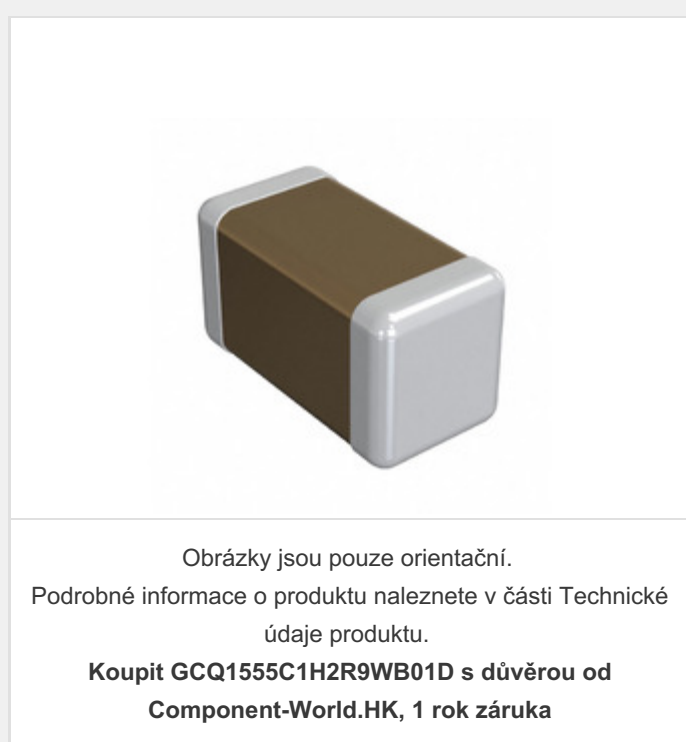 Obrázky jsou pouze orientační.
Podrobné informace o produktu naleznete v části Technické
údaje produktu.
Koupit GCQ1555C1H2R9WB01D s důvěrou od
Component-World.HK, 1 rok záruka